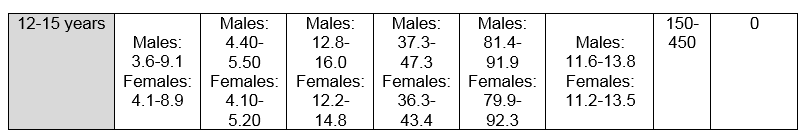 12-15 years
Males:
3.6-9.1
Females:
4.1-8.9
Males:
4.40-
5.50
Females:
4.10-
5.20
Males:
12.8-
16.0
Females:
12.2-
14.8
Males:
37.3-
47.3
Females:
36.3-
43.4
Males:
81.4-
91.9
Females:
79.9-
92.3
Males:
11.6-13.8
Females:
11.2-13.5
150-
450
0